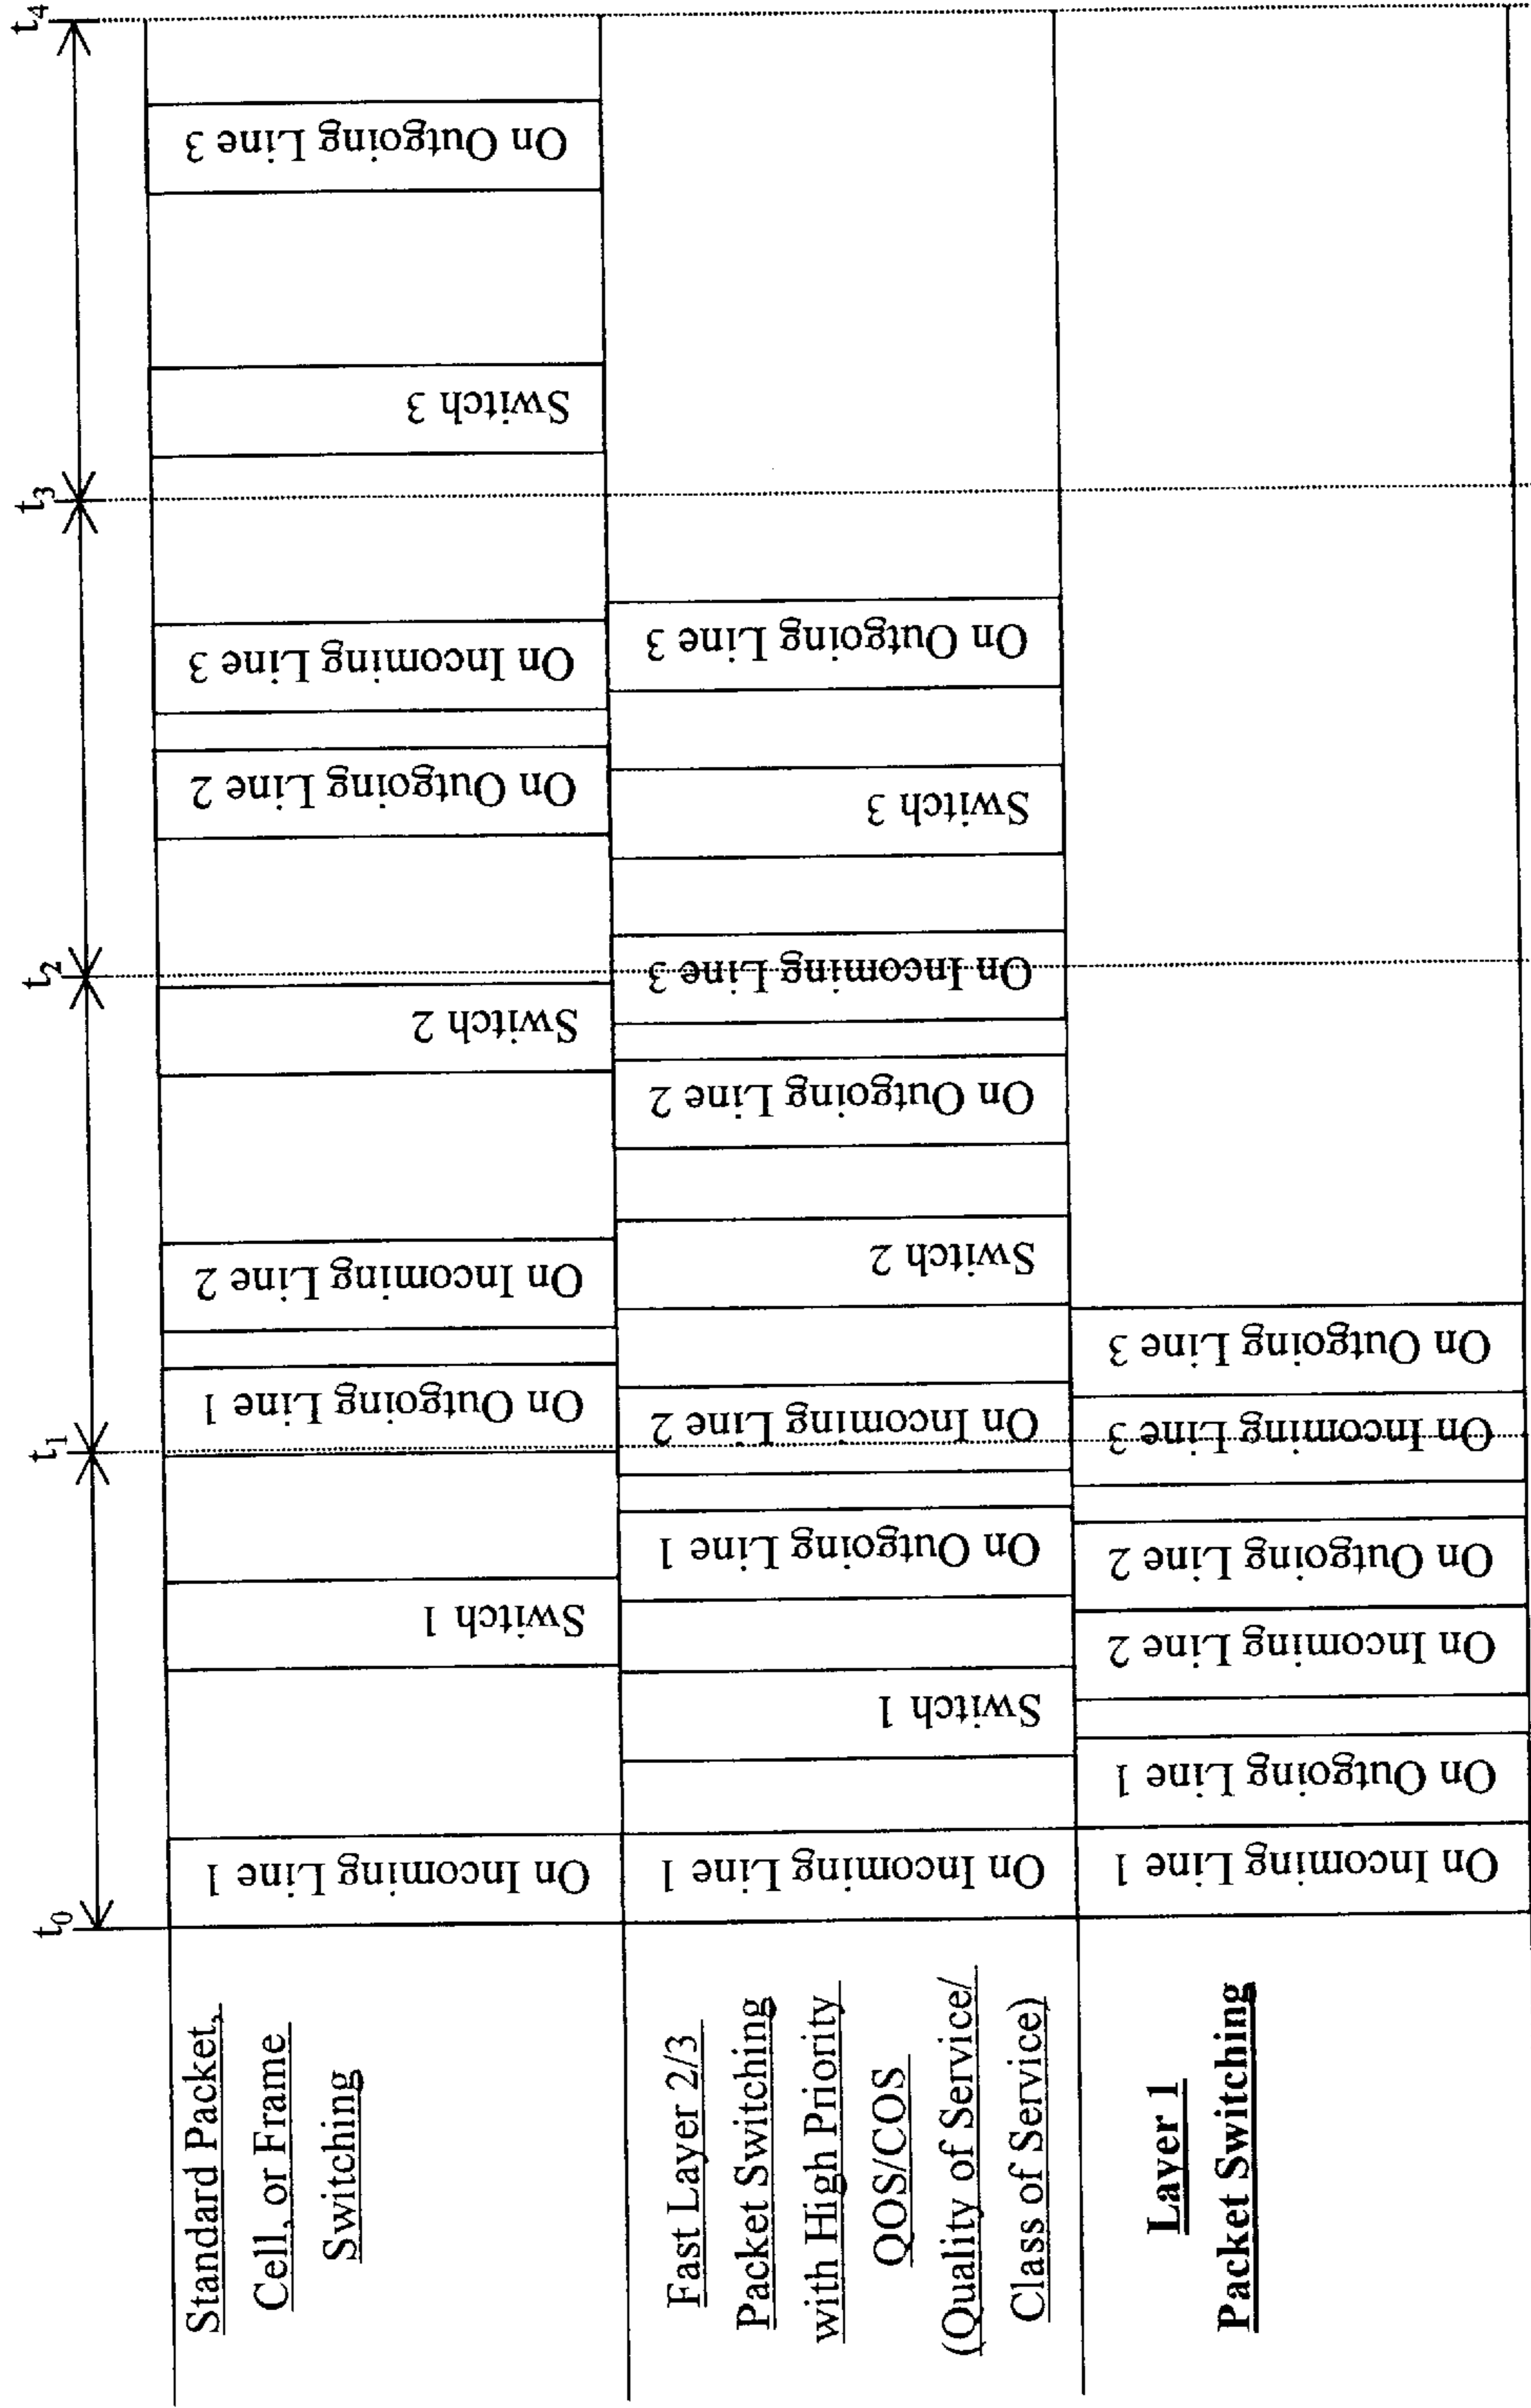 t0
t1
t2
t3
t4
Standard Packet,
Cell, or Frame
Switching
On Incoming Line 1
Switch 1
On Outgoing Line 1
On Incoming Line 2
Switch 2
On Outgoing Line 2
On Incoming Line 3
Switch 3
On Outgoing Line 3
Fast Layer 2/3
Packet Switching
with High Priority
QOS/COS
(Quality of Service/
Class of Service)
On Incoming Line 1
Switch 1
On Outgoing Line 1
On Incoming Line 2
Switch 2
On Outgoing Line 2
On Incoming Line 3
Switch 3
On Outgoing Line 3
Layer 1
Packet Switching
On Incoming Line 1
On Outgoing Line 1
On Incoming Line 2
On Outgoing Line 2
On Incoming Line 3
On Outgoing Line 3